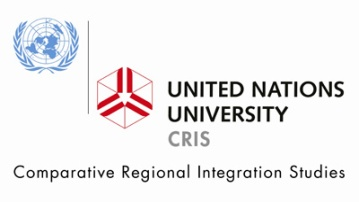 UNITED NATIONS
UNIVERSITY
CRIS
Comparative Regional Integration Studies